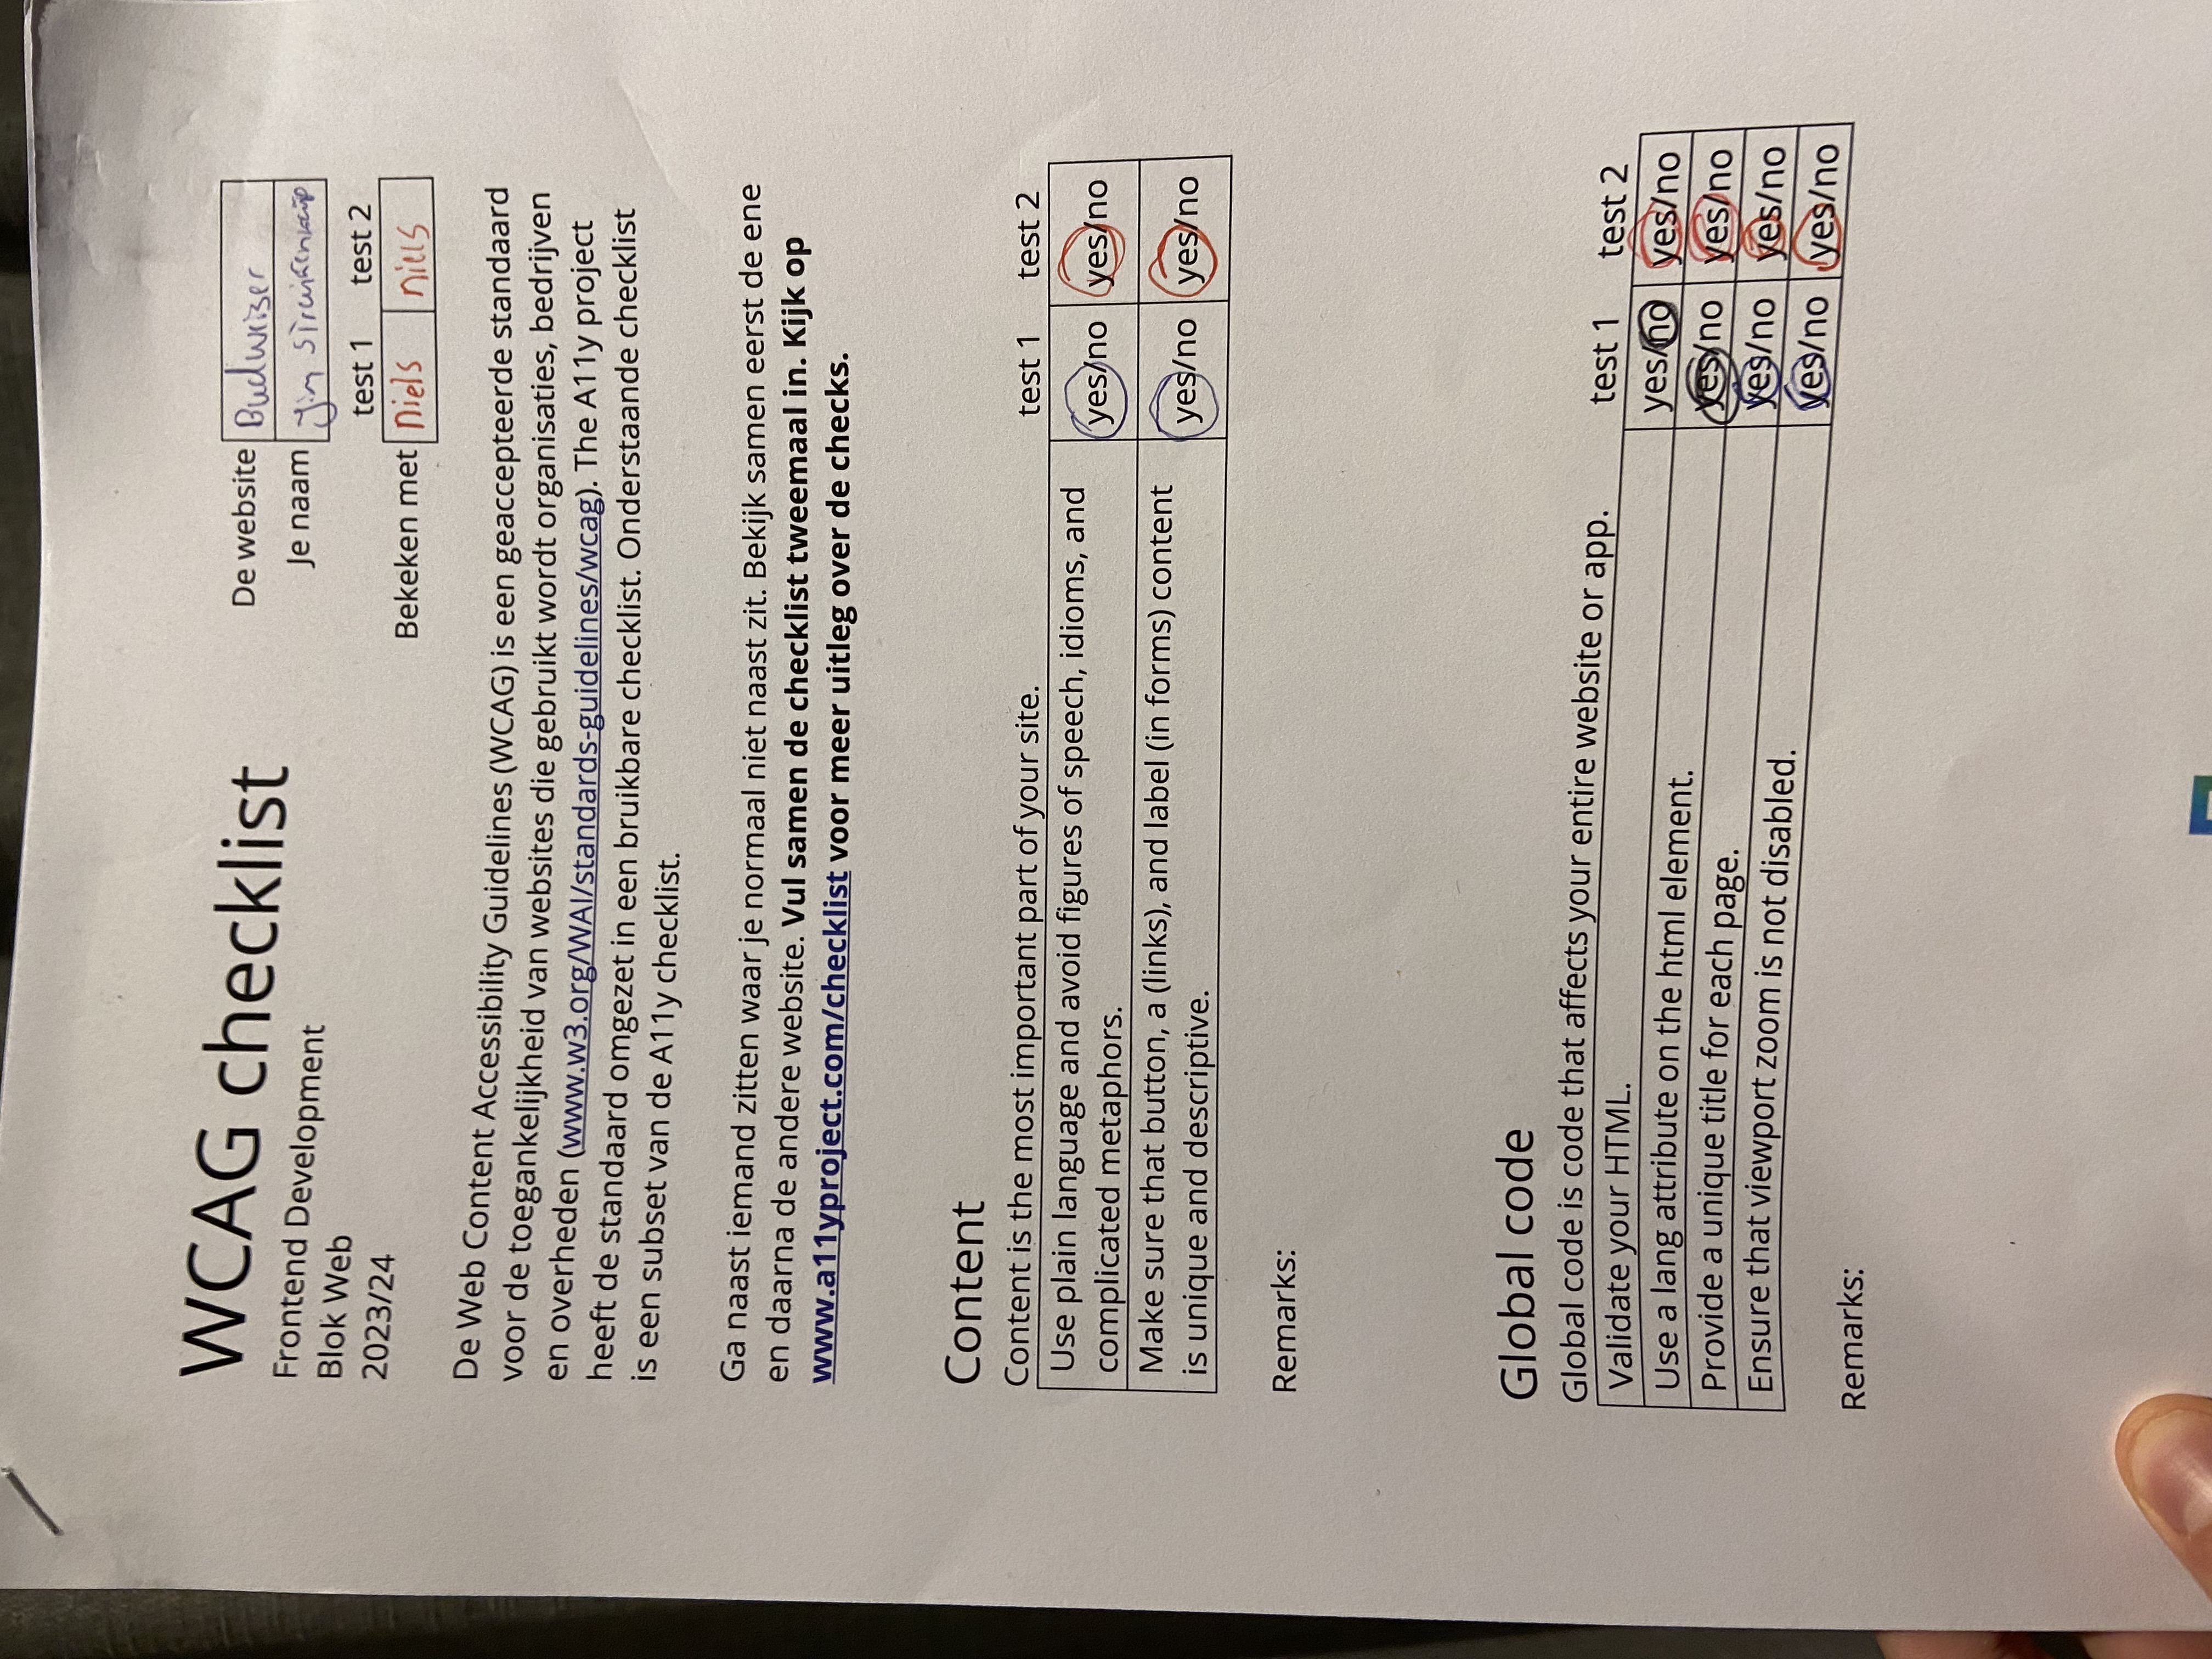 WCAG checklist
Frontend Development
Blok Web
2023/24
De website Budweiser
Je naam Jim
test 1 test 2
Bekeken met Niels niels
De Web Content Accessibility Guidelines (WCAG) is een geaccepteerde standaard
voor de toegankelijkheid van websites die gebruikt wordt organisaties, bedrijven
en overheden (www.w3.org/WAI/standards-guidelines/wcag). The A11y project
heeft de standaard omgezet in een bruikbare checklist. Onderstaande checklist
is een subset van de A11y checklist.
Ga naast iemand zitten waar je normaal niet naast zit. Bekijk samen eerst de ene
en daarna de andere website. Vul samen de checklist tweemaal in. Kijk op
www.a11yproject.com/checklist voor meer uitleg over de checks.
Content
Content is the most important part of your site. test 1 test 2
Use plain language and avoid figures of speech, idioms, and
complicated metaphors. yes/no yes/no
Make sure that button, a (links), and label (in forms) content
is unique and descriptive. yes/no yes/no
Remarks:
Global code
Global code is code that affects your entire website or app. test 1 test 2
Validate your HTML. yes/no yes/no
Use a lang attribute on the html element. yes/no yes/no
Provide a unique title for each page. yes/no yes/no
Ensure that viewport zoom is not disabled. yes/no yes/no
Remarks: